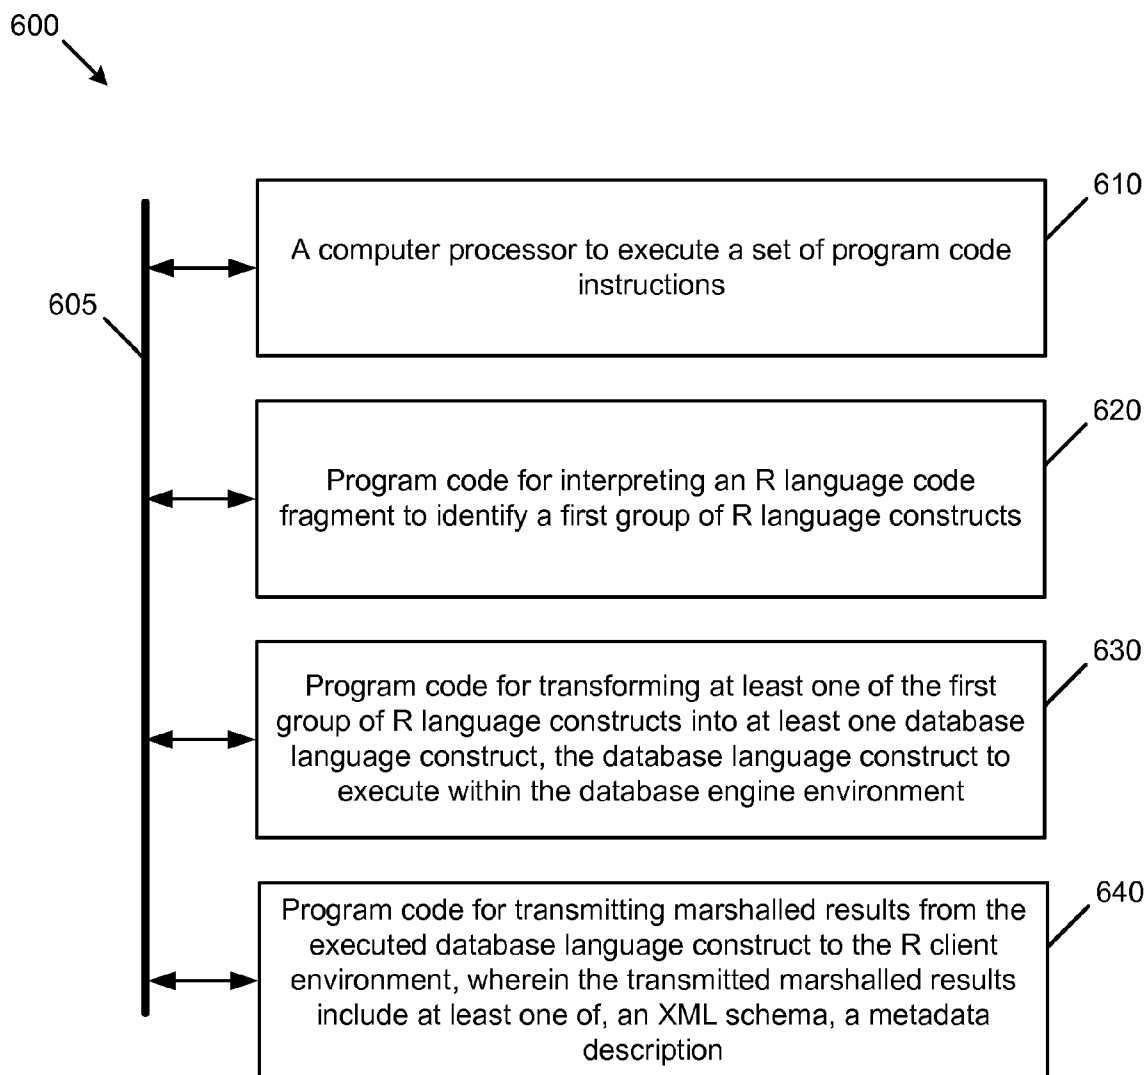 600
610
A computer processor to execute a set of program code
instructions
605
620
Program code for interpreting an R language code
fragment to identify a first group of R language constructs
630
Program code for transforming at least one of the first
group of R language constructs into at least one database
language construct, the database language construct to
execute within the database engine environment
640
Program code for transmitting marshalled results from the
executed database language construct to the R client
environment, wherein the transmitted marshalled results
include at least one of, an XML schema, a metadata
description